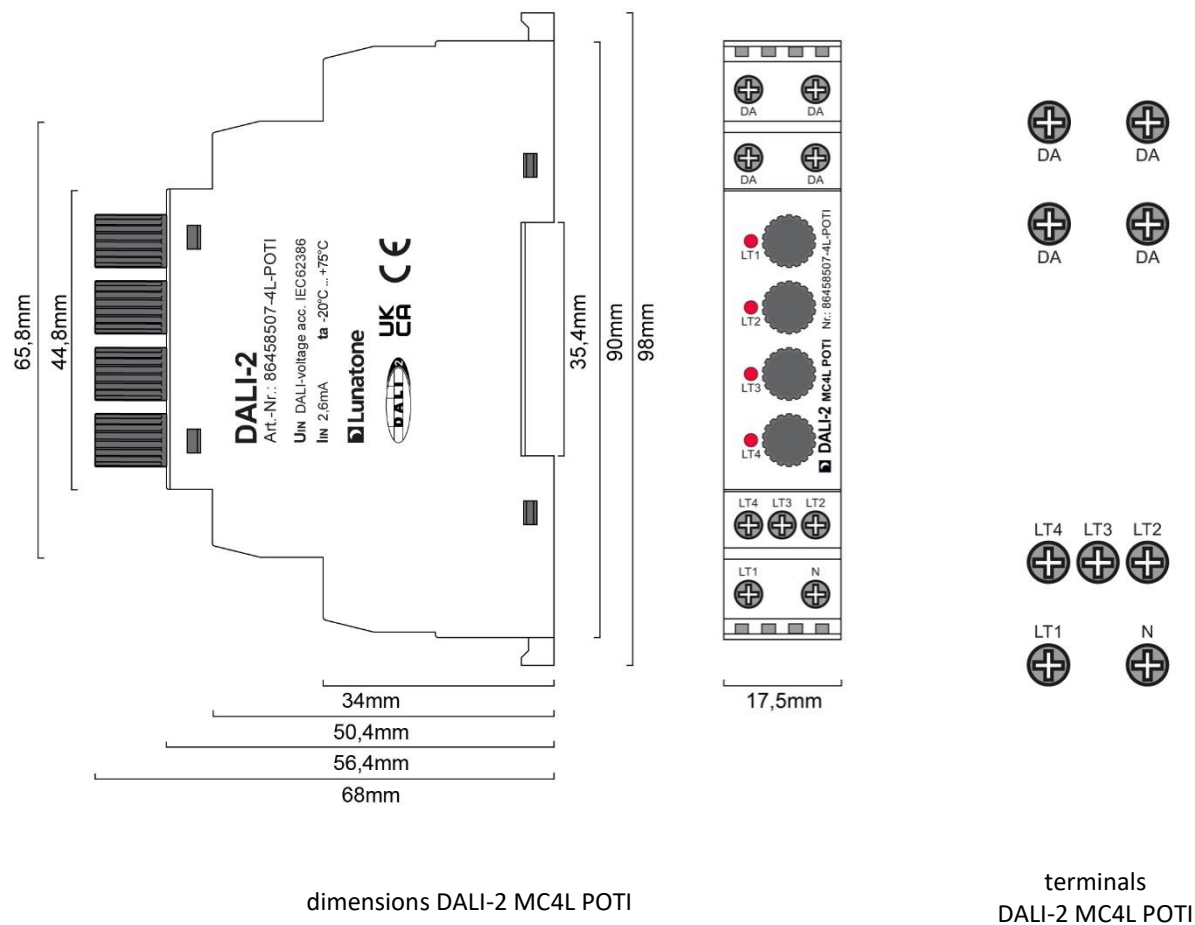 65,8mm
44,8mm
DALI-2
Art.-Nr.: 86458507-4L-POTI
UIN DALI-voltage acc. IEC62386
IIN 2,6mA ta -20°C ... +75°C
Lunatone
DALI 2
UK
CA
CE
35,4mm
90mm
98mm
34mm
50,4mm
56,4mm
68mm
DA DA
DA DA
LT1
LT2
LT3
LT4
DALI-2 MC4L POTI Nr.: 86458507-4L-POTI
LT4 LT3 LT2
LT1 N
17,5mm
DA DA
DA DA
LT4 LT3 LT2
LT1 N
dimensions DALI-2 MC4L POTI
terminals
DALI-2 MC4L POTI